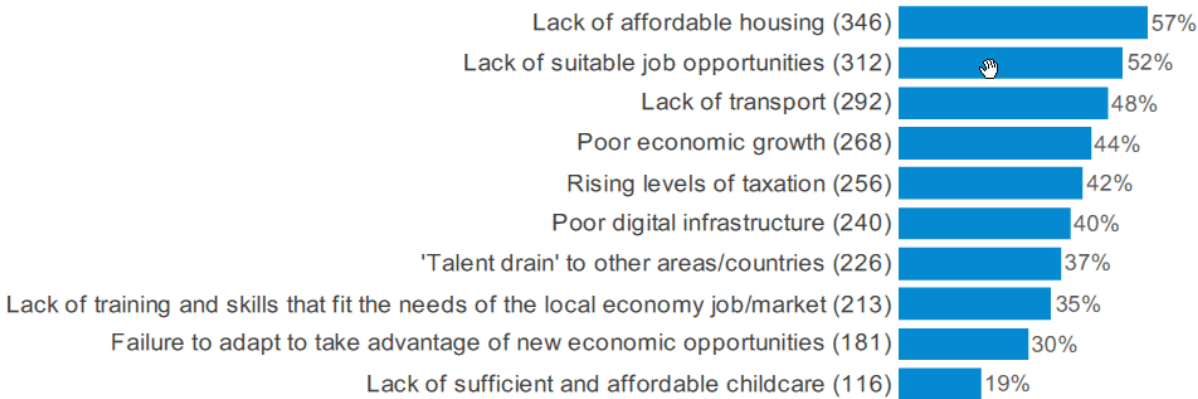 Lack of affordable housing (346) 57%
Lack of suitable job opportunities (312) 52%
Lack of transport (292) 48%
Poor economic growth (268) 44%
Rising levels of taxation (256) 42%
Poor digital infrastructure (240) 40%
'Talent drain' to other areas/countries (226) 37%
Lack of training and skills that fit the needs of the local economy job/market (213) 35%
Failure to adapt to take advantage of new economic opportunities (181) 30%
Lack of sufficient and affordable childcare (116) 19%